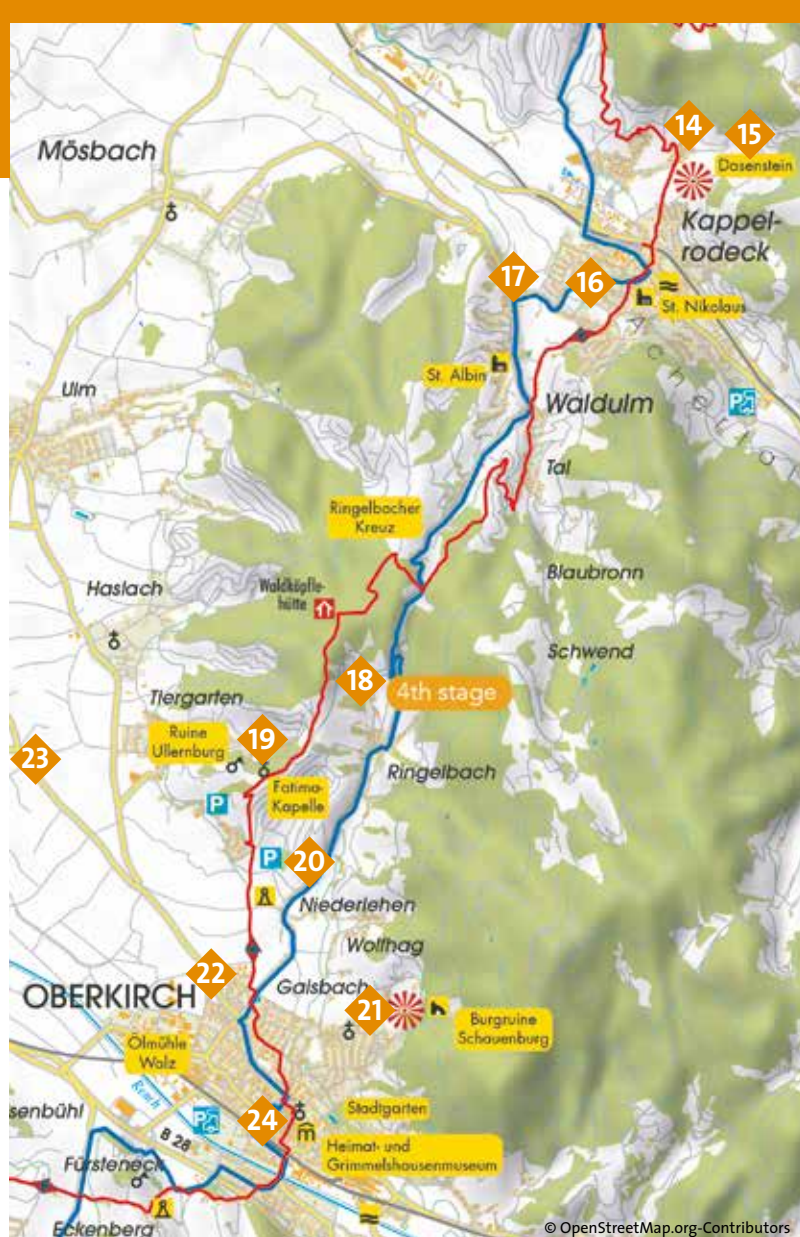 14
15
Dasenstein
Mösbach
Kappel-
rodeck
17
16
St. Nikolaus
St. Albin
Ulm
Waldulm
Tal
Ringelbacher
Kreuz
Blaubronn
Haslach
Waldköpfle-
hütte
Schwend
18
4th stage
Tiergarten
Ruine
Ullernburg
19
23
Ringelbach
Fatima-
Kapelle
P
P
20
Niederlehen
Wolfhag
22
OBERKIRCH
Gaisbach
21
Burgruine
Schauenburg
Ölmühle
Walz
Rench
senbühl
Stadtgarten
24
B 28
Heimat- und
Grimmelshausenmuseum
Fürsteneck
Eckenberg
© OpenStreetMap.org-Contributors